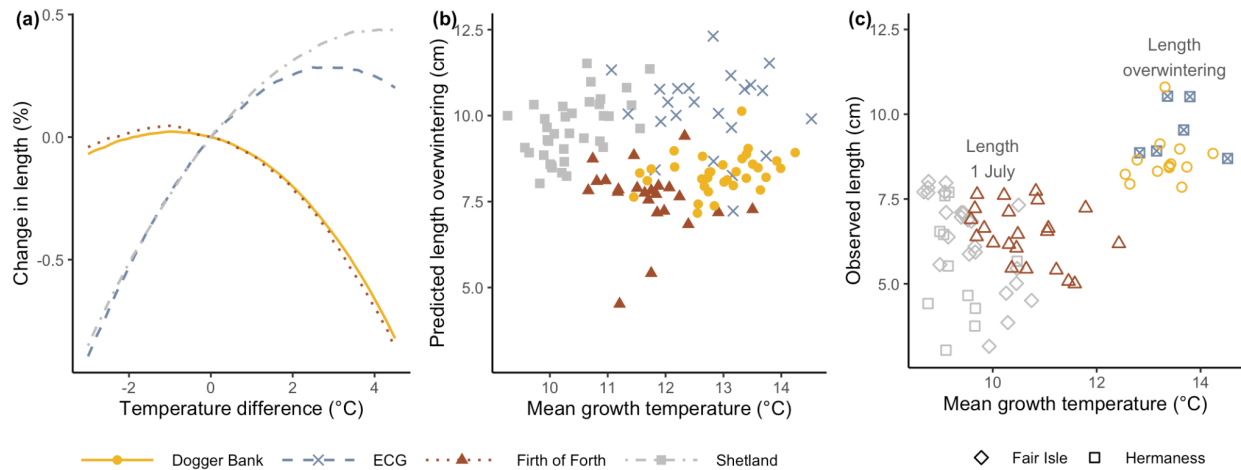 (a)
0.5
0.0
-0.5
Change in length (%)
-2
0
2
4
Temperature difference (°C)
(b)
12.5
10.0
7.5
5.0
Predicted length overwintering (cm)
10
11
12
13
14
Mean growth temperature (°C)
(c)
12.5
10.0
7.5
5.0
Observed length (cm)
Length
overwintering
Length
1 July
10
12
14
Mean growth temperature (°C)
Dogger Bank
ECG
Firth of Forth
Shetland
Fair Isle
Hermaness